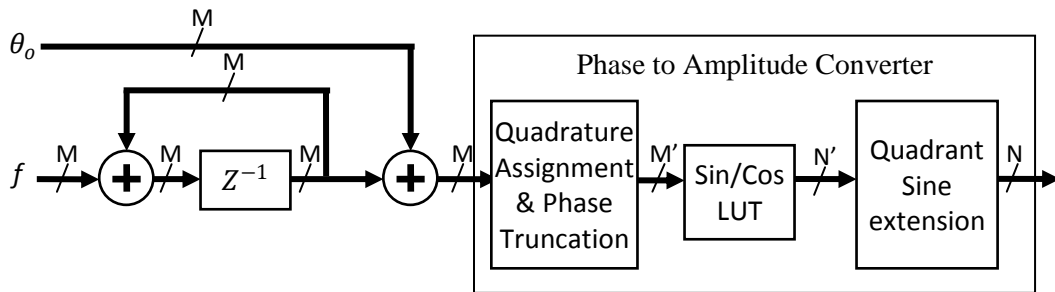 θₒ
M
M
Phase to Amplitude Converter
f
M
+
M
Z⁻¹
M
+
M
Quadrature
Assignment
& Phase
Truncation
M'
Sin/Cos
LUT
N'
Quadrant
Sine
extension
N